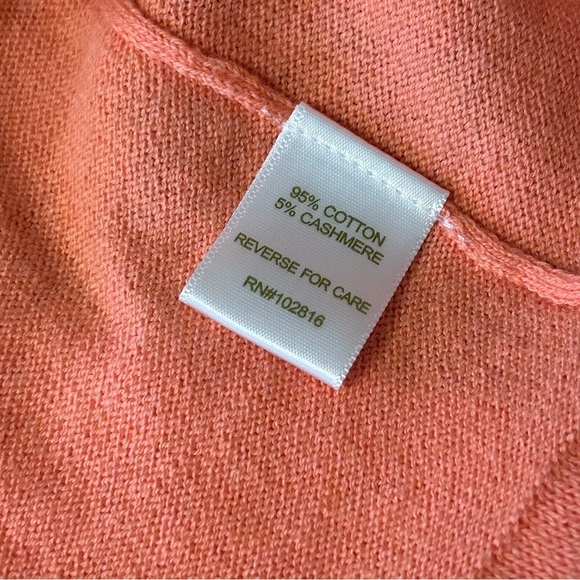 95% COTTON
5% CASHMERE
REVERSE FOR CARE
RN#102816